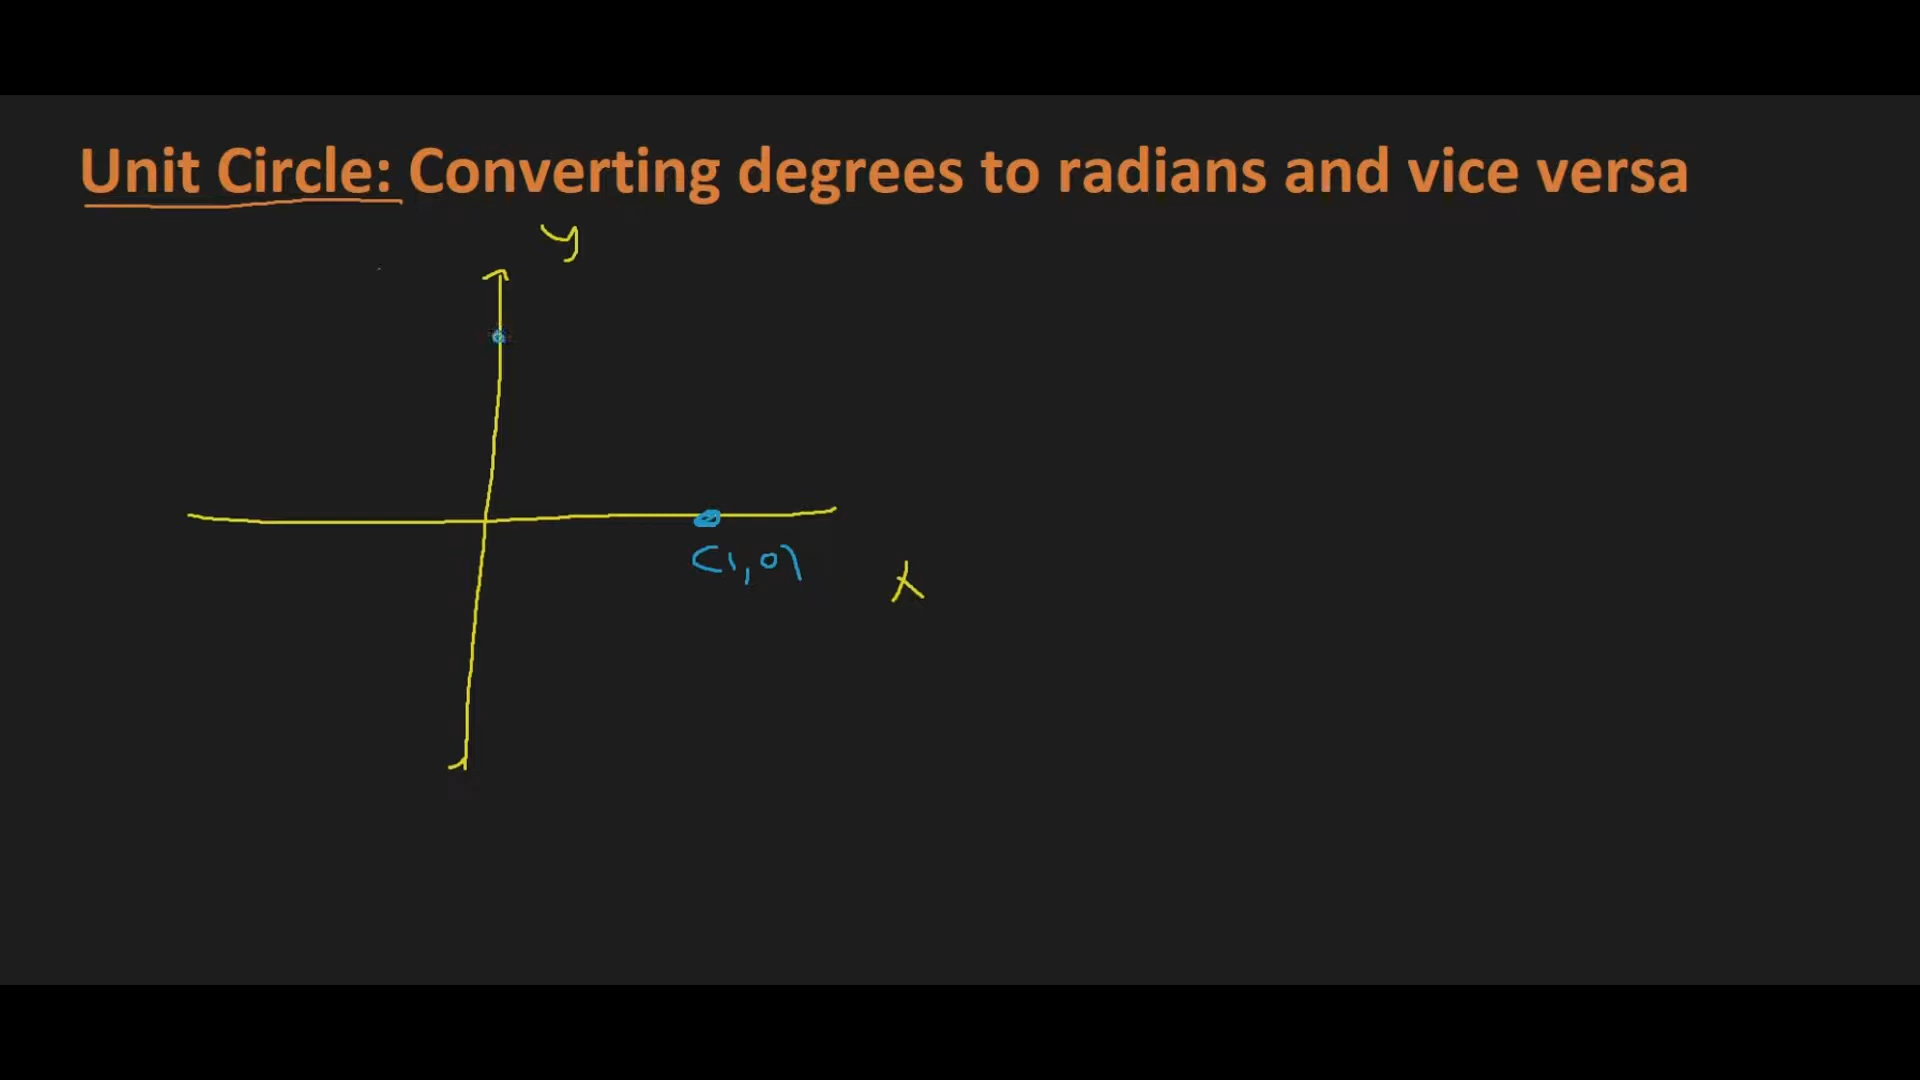 Unit Circle: Converting degrees to radians and vice versa
y
(1,0)
x